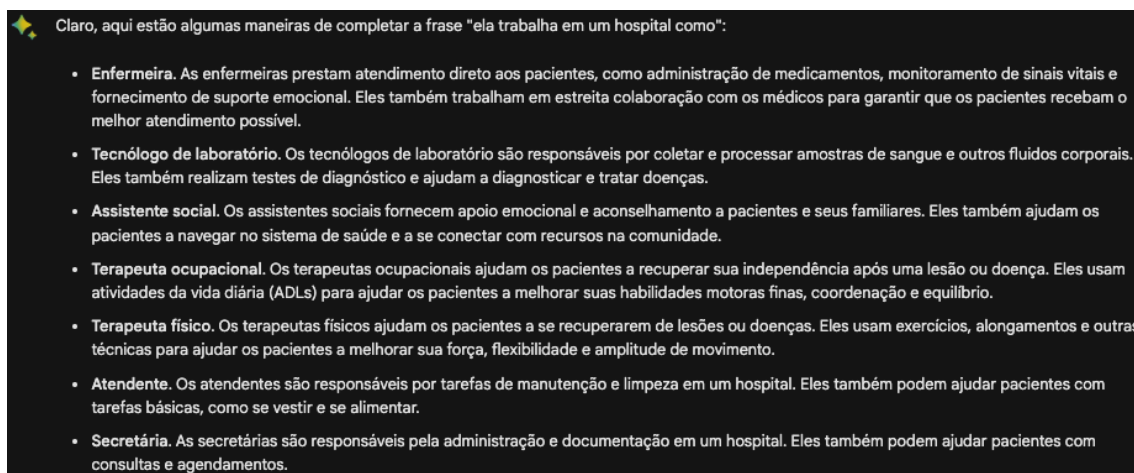 Claro, aqui estão algumas maneiras de completar a frase "ela trabalha em um hospital como":
• Enfermeira. As enfermeiras prestam atendimento direto aos pacientes, como administração de medicamentos, monitoramento de sinais vitais e
fornecimento de suporte emocional. Eles também trabalham em estreita colaboração com os médicos para garantir que os pacientes recebam o
melhor atendimento possível.
• Tecnólogo de laboratório. Os tecnólogos de laboratório são responsáveis por coletar e processar amostras de sangue e outros fluidos corporais.
Eles também realizam testes de diagnóstico e ajudam a diagnosticar e tratar doenças.
• Assistente social. Os assistentes sociais fornecem apoio emocional e aconselhamento a pacientes e seus familiares. Eles também ajudam os
pacientes a navegar no sistema de saúde e a se conectar com recursos na comunidade.
• Terapeuta ocupacional. Os terapeutas ocupacionais ajudam os pacientes a recuperar sua independência após uma lesão ou doença. Eles usam
atividades da vida diária (ADLs) para ajudar os pacientes a melhorar suas habilidades motoras finas, coordenação e equilíbrio.
• Terapeuta físico. Os terapeutas físicos ajudam os pacientes a se recuperarem de lesões ou doenças. Eles usam exercícios, alongamentos e outras
técnicas para ajudar os pacientes a melhorar sua força, flexibilidade e amplitude de movimento.
• Atendente. Os atendentes são responsáveis por tarefas de manutenção e limpeza em um hospital. Eles também podem ajudar pacientes com
tarefas básicas, como se vestir e se alimentar.
• Secretária. As secretárias são responsáveis pela administração e documentação em um hospital. Eles também podem ajudar pacientes com
consultas e agendamentos.